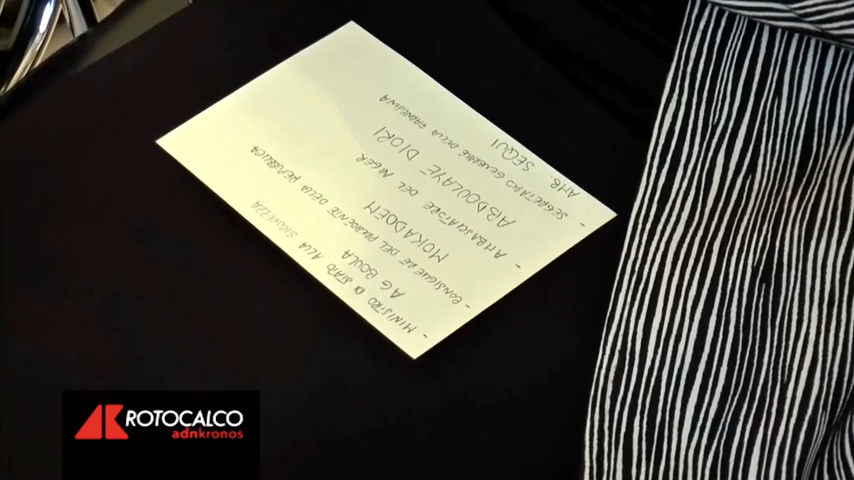 - MINISTRO DI STATO ALLA SICUREZZA
AG BOULA
- CONSIGLIERE DEL PRESIDENTE DELLA REPUBBLICA
MOKADDEM
- AMBASCIATORE DEL NIGER
ABDOULAYE DIORI
- SEGRETARIO GENERALE DELLA FARNESINA
AMB. SEQUI
ROTOCALCO
adnkronos